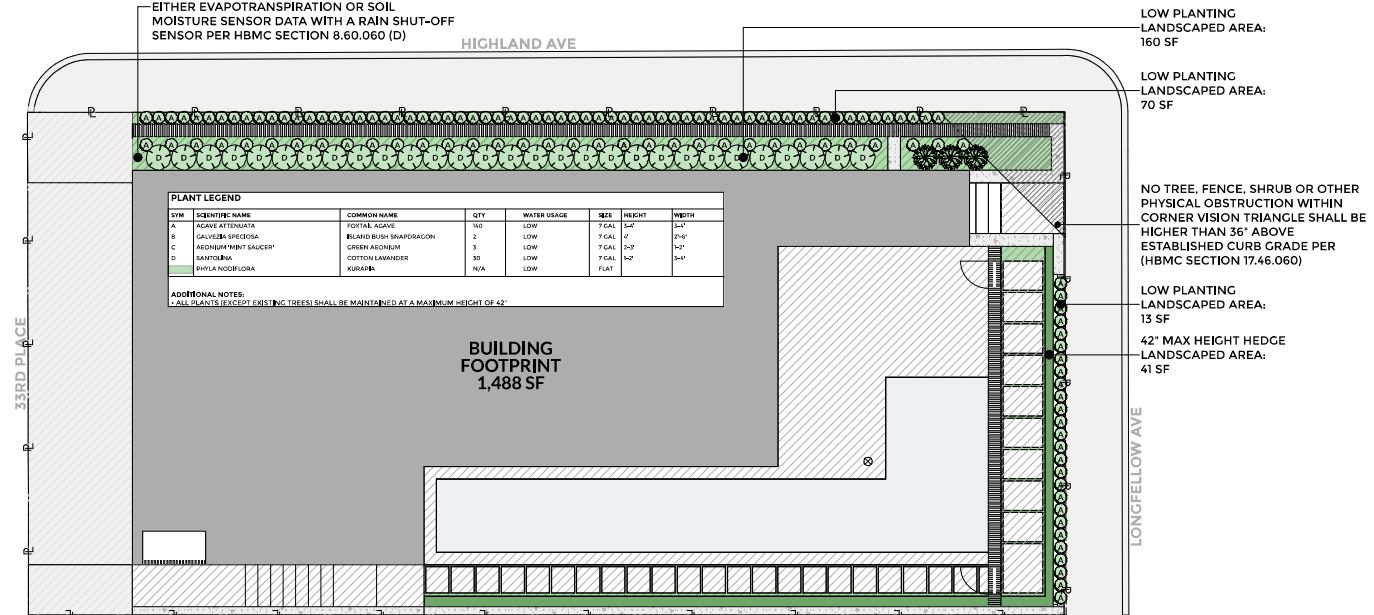 EITHER EVAPOTRANSPIRATION OR SOIL
MOISTURE SENSOR DATA WITH A RAIN SHUT-OFF
SENSOR PER HBMC SECTION 8.60.060 (D)
HIGHLAND AVE
LOW PLANTING
LANDSCAPED AREA:
160 SF
LOW PLANTING
LANDSCAPED AREA:
70 SF
NO TREE, FENCE, SHRUB OR OTHER
PHYSICAL OBSTRUCTION WITHIN
CORNER VISION TRIANGLE SHALL BE
HIGHER THAN 36" ABOVE
ESTABLISHED CURB GRADE PER
(HBMC SECTION 17.46.060)
LOW PLANTING
LANDSCAPED AREA:
13 SF
42" MAX HEIGHT HEDGE
LANDSCAPED AREA:
41 SF
PLANT LEGEND
SYM SCIENTIFIC NAME COMMON NAME QTY WATER USAGE SIZE HEIGHT WIDTH
A AGAVE ATTENUATA FOXTAIL AGAVE 140 LOW 7 GAL 3-4' 3-4'
B GALVEZIA SPECIOSA ISLAND BUSH SNAPDRAGON 2 LOW 7 GAL 4' 2'-6"
C AEONIUM 'MINT SAUCER' GREEN AEONIUM 3 LOW 7 GAL 2-3' 1-2'
D SANTOLINA COTTON LAVANDER 30 LOW 7 GAL 1-2' 3-4'
PHYLA NODIFLORA KURAPIA N/A LOW FLAT
ADDITIONAL NOTES:
• ALL PLANTS (EXCEPT EXISTING TREES) SHALL BE MAINTAINED AT A MAXIMUM HEIGHT OF 42"
BUILDING
FOOTPRINT
1,488 SF
33RD PLACE
LONGFELLOW AVE